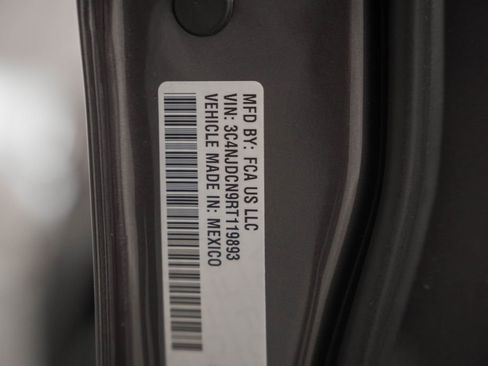 MFD BY: FCA US LLC
VIN: 3C4NJDCN9RT119893
VEHICLE MADE IN: MEXICO